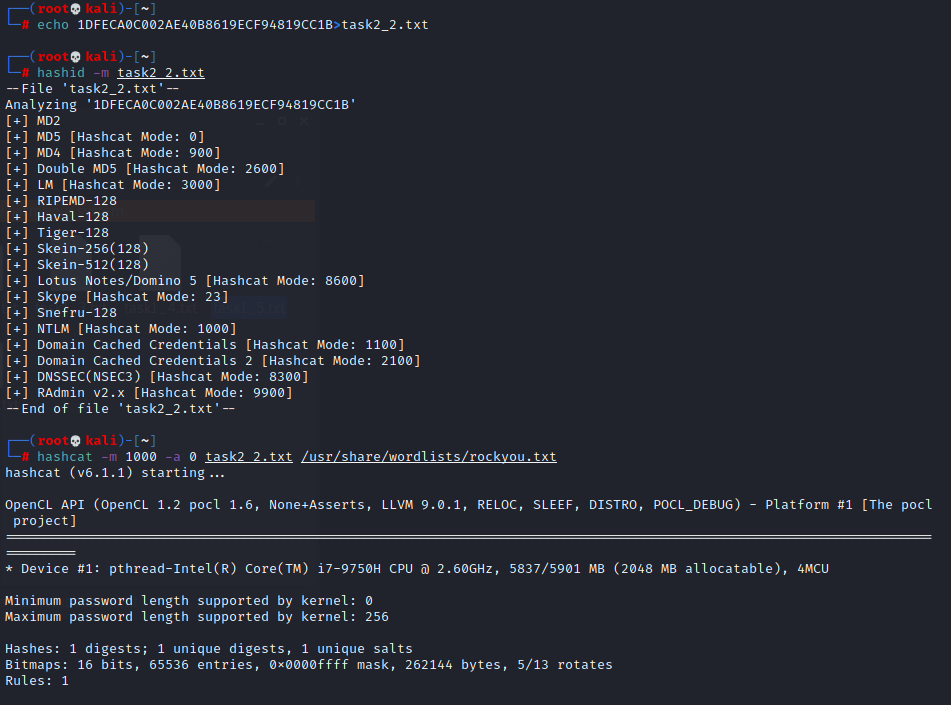 ┌──(root💀kali)-[~]
└─# echo 1DFECA0C002AE40B8619ECF94819CC1B>task2_2.txt
┌──(root💀kali)-[~]
└─# hashid -m task2_2.txt
--File 'task2_2.txt'--
Analyzing '1DFECA0C002AE40B8619ECF94819CC1B'
[+] MD2
[+] MD5 [Hashcat Mode: 0]
[+] MD4 [Hashcat Mode: 900]
[+] Double MD5 [Hashcat Mode: 2600]
[+] LM [Hashcat Mode: 3000]
[+] RIPEMD-128
[+] Haval-128
[+] Tiger-128
[+] Skein-256(128)
[+] Skein-512(128)
[+] Lotus Notes/Domino 5 [Hashcat Mode: 8600]
[+] Skype [Hashcat Mode: 23]
[+] Snefru-128
[+] NTLM [Hashcat Mode: 1000]
[+] Domain Cached Credentials [Hashcat Mode: 1100]
[+] Domain Cached Credentials 2 [Hashcat Mode: 2100]
[+] DNSSEC(NSEC3) [Hashcat Mode: 8300]
[+] RAdmin v2.x [Hashcat Mode: 9900]
--End of file 'task2_2.txt'--
┌──(root💀kali)-[~]
└─# hashcat -m 1000 -a 0 task2_2.txt /usr/share/wordlists/rockyou.txt
hashcat (v6.1.1) starting...
OpenCL API (OpenCL 1.2 pocl 1.6, None+Asserts, LLVM 9.0.1, RELOC, SLEEF, DISTRO, POCL_DEBUG) - Platform #1 [The pocl
project]
====================================================================================================================
=========
* Device #1: pthread-Intel(R) Core(TM) i7-9750H CPU @ 2.60GHz, 5837/5901 MB (2048 MB allocatable), 4MCU
Minimum password length supported by kernel: 0
Maximum password length supported by kernel: 256
Hashes: 1 digests; 1 unique digests, 1 unique salts
Bitmaps: 16 bits, 65536 entries, 0x0000ffff mask, 262144 bytes, 5/13 rotates
Rules: 1